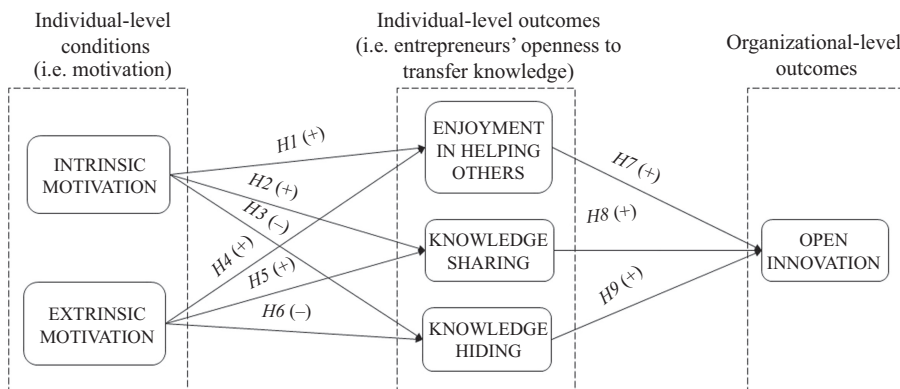 Individual-level
conditions
(i.e. motivation)
Individual-level outcomes
(i.e. entrepreneurs’ openness to
transfer knowledge)
Organizational-level
outcomes
INTRINSIC
MOTIVATION
EXTRINSIC
MOTIVATION
H1 (+)
H2 (+)
H3 (–)
H4 (+)
H5 (+)
H6 (–)
ENJOYMENT
IN HELPING
OTHERS
KNOWLEDGE
SHARING
KNOWLEDGE
HIDING
H7 (+)
H8 (+)
H9 (+)
OPEN
INNOVATION